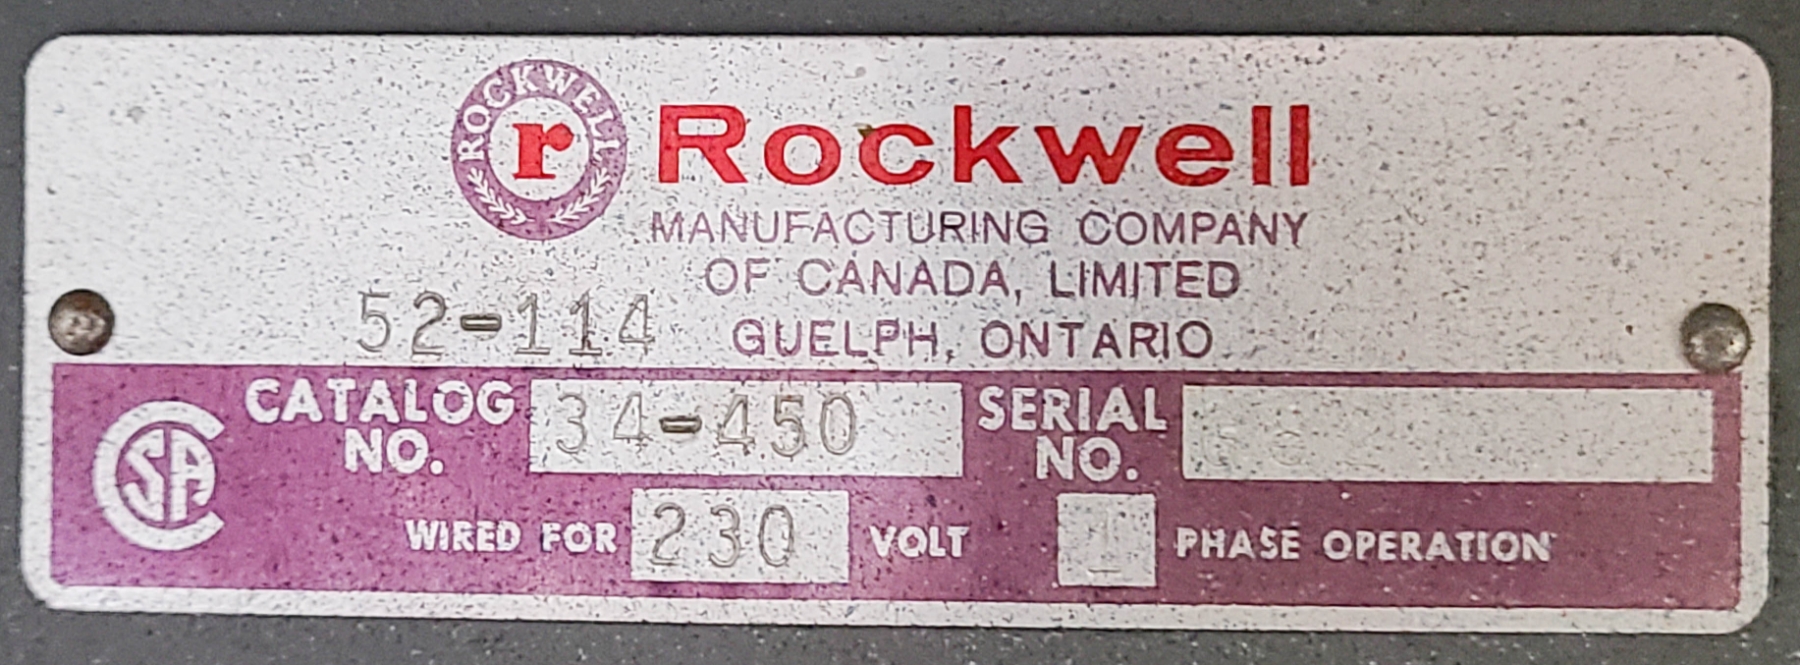 ROCKWELL
r
Rockwell
MANUFACTURING COMPANY
OF CANADA, LIMITED
52-114
GUELPH, ONTARIO
CSA
CATALOG NO. 34-450
SERIAL NO.
WIRED FOR 230 VOLT 1 PHASE OPERATION